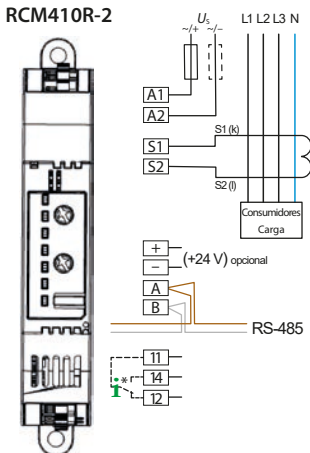 RCM410R-2
Us
~/+ ~/–
L1 L2 L3 N
A1
A2
S1
S1 (k)
S2
S2 (l)
Consumidores
Carga
+
–
(+24 V) opcional
A
B
RS-485
11
14
*
12